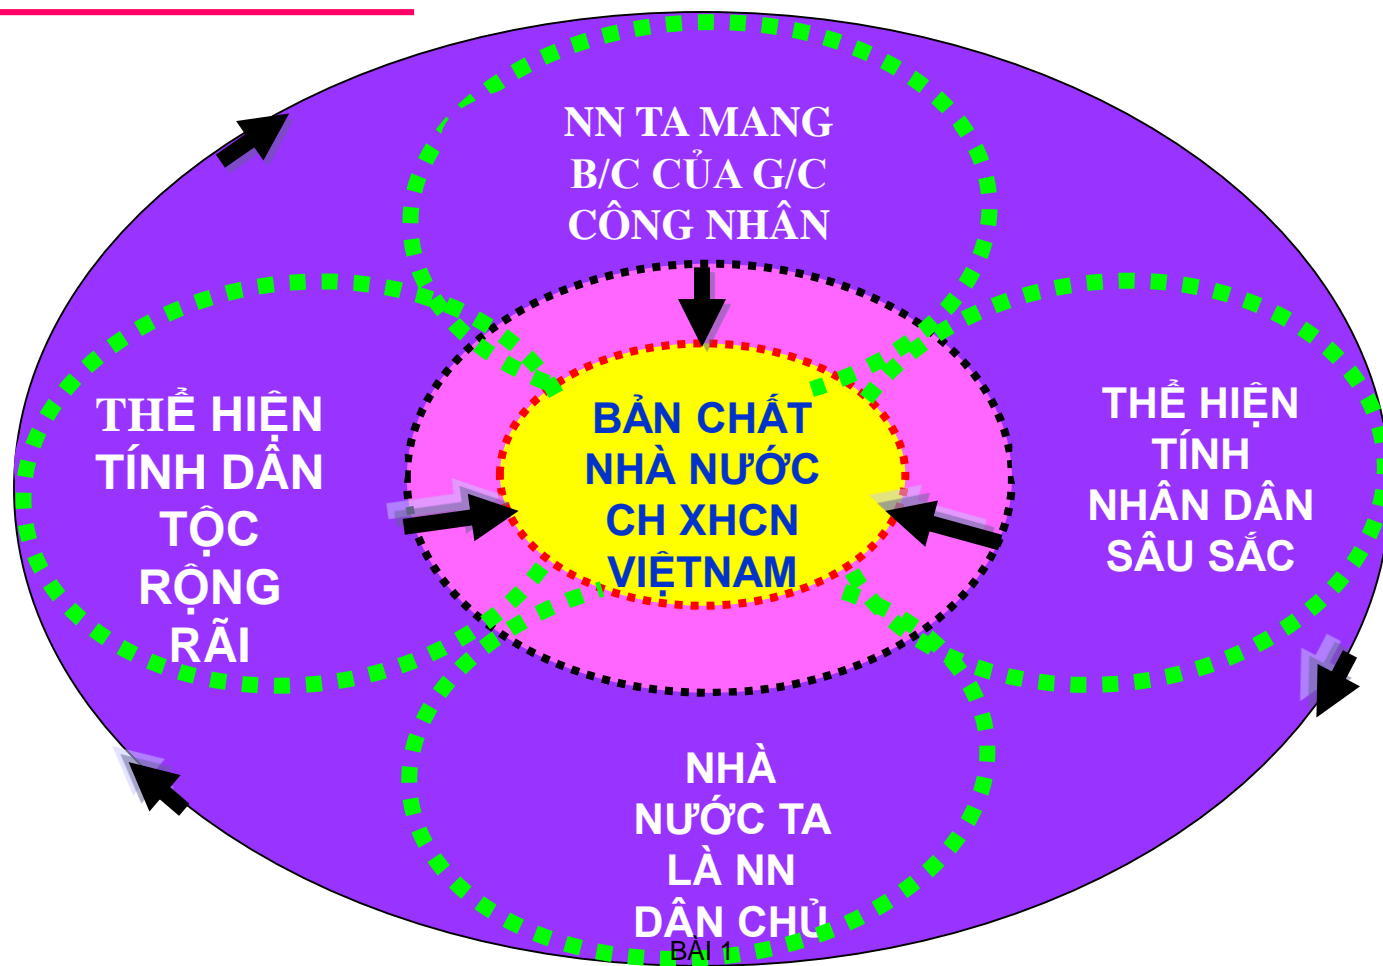 NN TA MANG
B/C CỦA G/C
CÔNG NHÂN
THỂ HIỆN
TÍNH DÂN
TỘC
RỘNG
RÃI
BẢN CHẤT
NHÀ NƯỚC
CH XHCN
VIỆTNAM
THỂ HIỆN
TÍNH
NHÂN DÂN
SÂU SẮC
NHÀ
NƯỚC TA
LÀ NN
DÂN CHỦ
BÀI 1